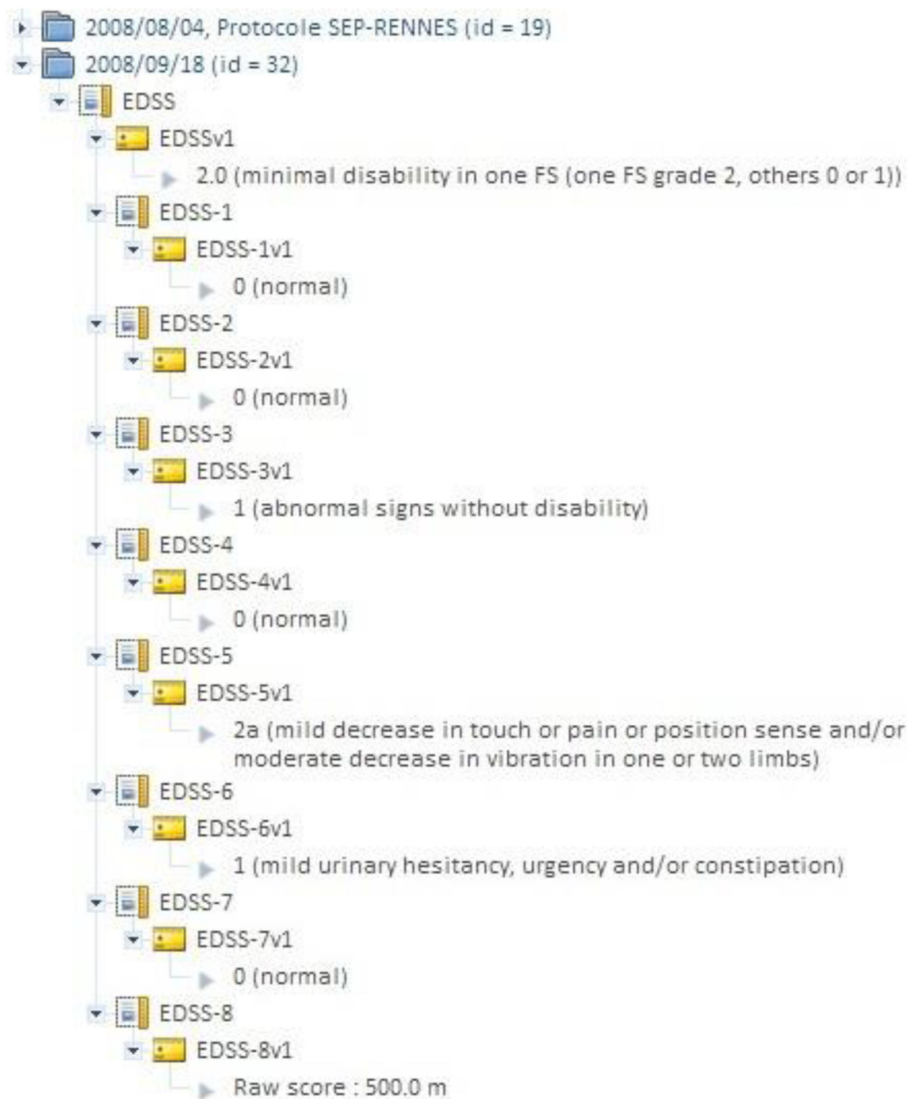 2008/08/04, Protocole SEP-RENNES (id = 19)
2008/09/18 (id = 32)
EDSS
EDSSv1
2.0 (minimal disability in one FS (one FS grade 2, others 0 or 1))
EDSS-1
EDSS-1v1
0 (normal)
EDSS-2
EDSS-2v1
0 (normal)
EDSS-3
EDSS-3v1
1 (abnormal signs without disability)
EDSS-4
EDSS-4v1
0 (normal)
EDSS-5
EDSS-5v1
2a (mild decrease in touch or pain or position sense and/or
moderate decrease in vibration in one or two limbs)
EDSS-6
EDSS-6v1
1 (mild urinary hesitancy, urgency and/or constipation)
EDSS-7
EDSS-7v1
0 (normal)
EDSS-8
EDSS-8v1
Raw score : 500.0 m